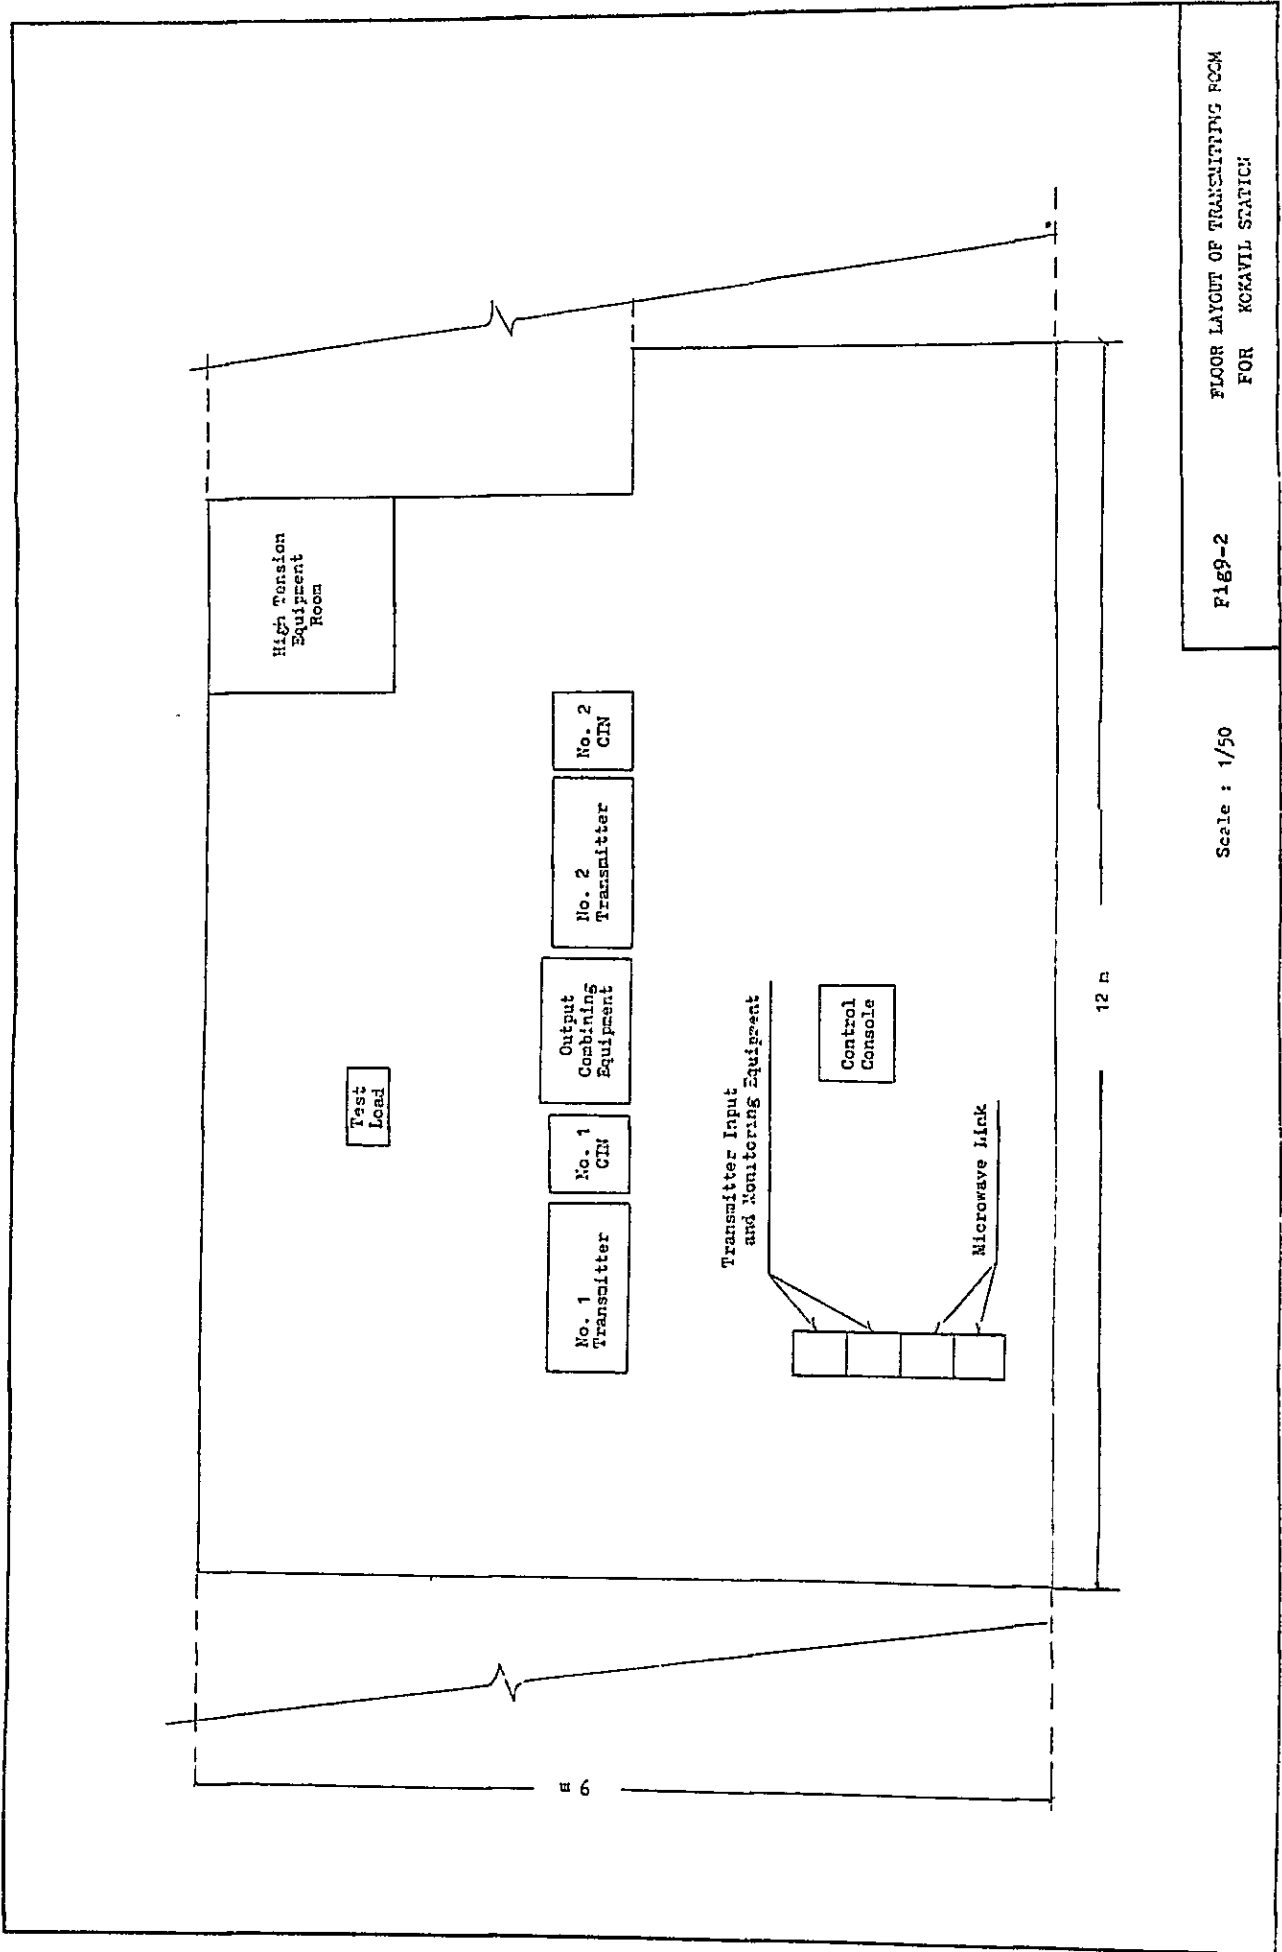 High Tension
Equipment
Room
Test
Load
No. 1
Transmitter
No. 1
CIN
Output
Combining
Equipment
No. 2
Transmitter
No. 2
CIN
Transmitter Input
and Monitoring Equipment
Control
Console
Microwave Link
9 m
12 m
Scale : 1/50
Fig9-2
FLOOR LAYOUT OF TRANSMITTING ROOM
FOR KOKAVIL STATION